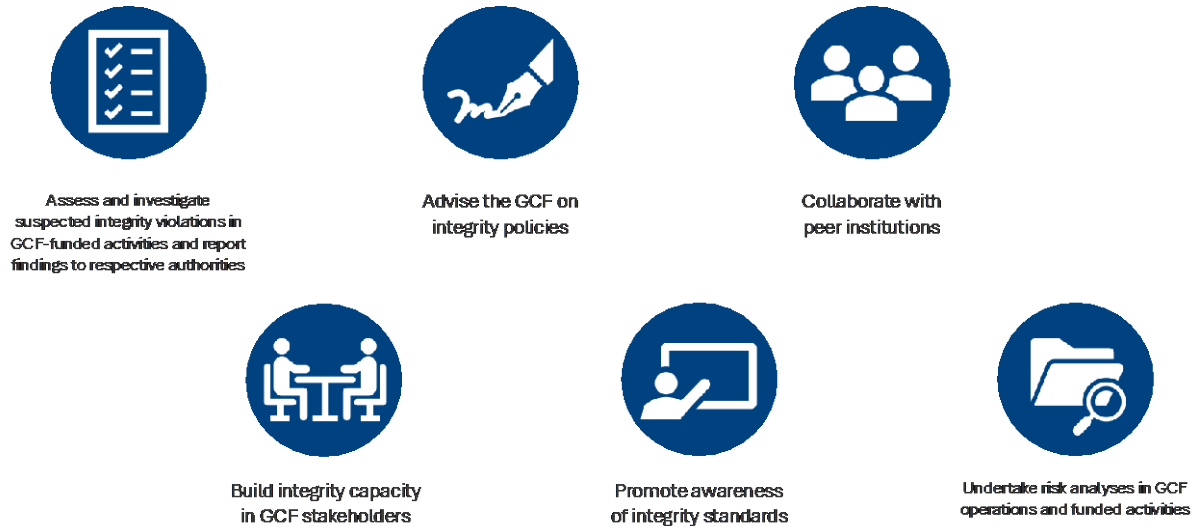 Assess and investigate
suspected integrity violations in
GCF-funded activities and report
findings to respective authorities
Advise the GCF on
integrity policies
Collaborate with
peer institutions
Build integrity capacity
in GCF stakeholders
Promote awareness
of integrity standards
Undertake risk analyses in GCF
operations and funded activities